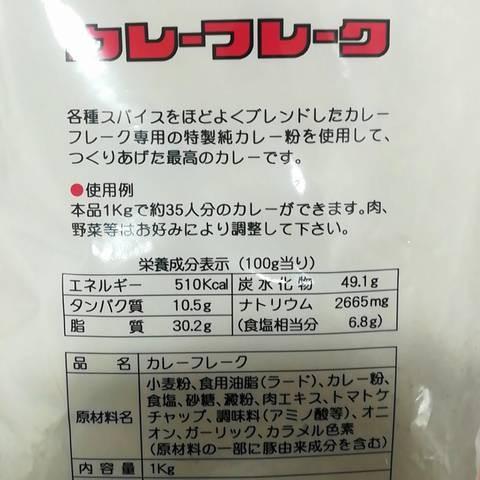 カレーフレーク
各種スパイスをほどよくブレンドしたカレー
フレーク専用の特製純カレー粉を使用して、
つくりあげた最高のカレーです。
●使用例
本品1Kgで約35人分のカレーができます。肉、
野菜等はお好みにより調整して下さい。
栄養成分表示（100g当り）
エネルギー 510Kcal 炭水化物 49.1g
タンパク質 10.5g ナトリウム 2665mg
脂質 30.2g (食塩相当分 6.8g)
品名 カレーフレーク
原材料名 小麦粉、食用油脂(ラード)、カレー粉、
食塩、砂糖、澱粉、肉エキス、トマトケ
チャップ、調味料(アミノ酸等)、オニ
オン、ガーリック、カラメル色素
(原材料の一部に豚由来成分を含む)
内容量 1Kg